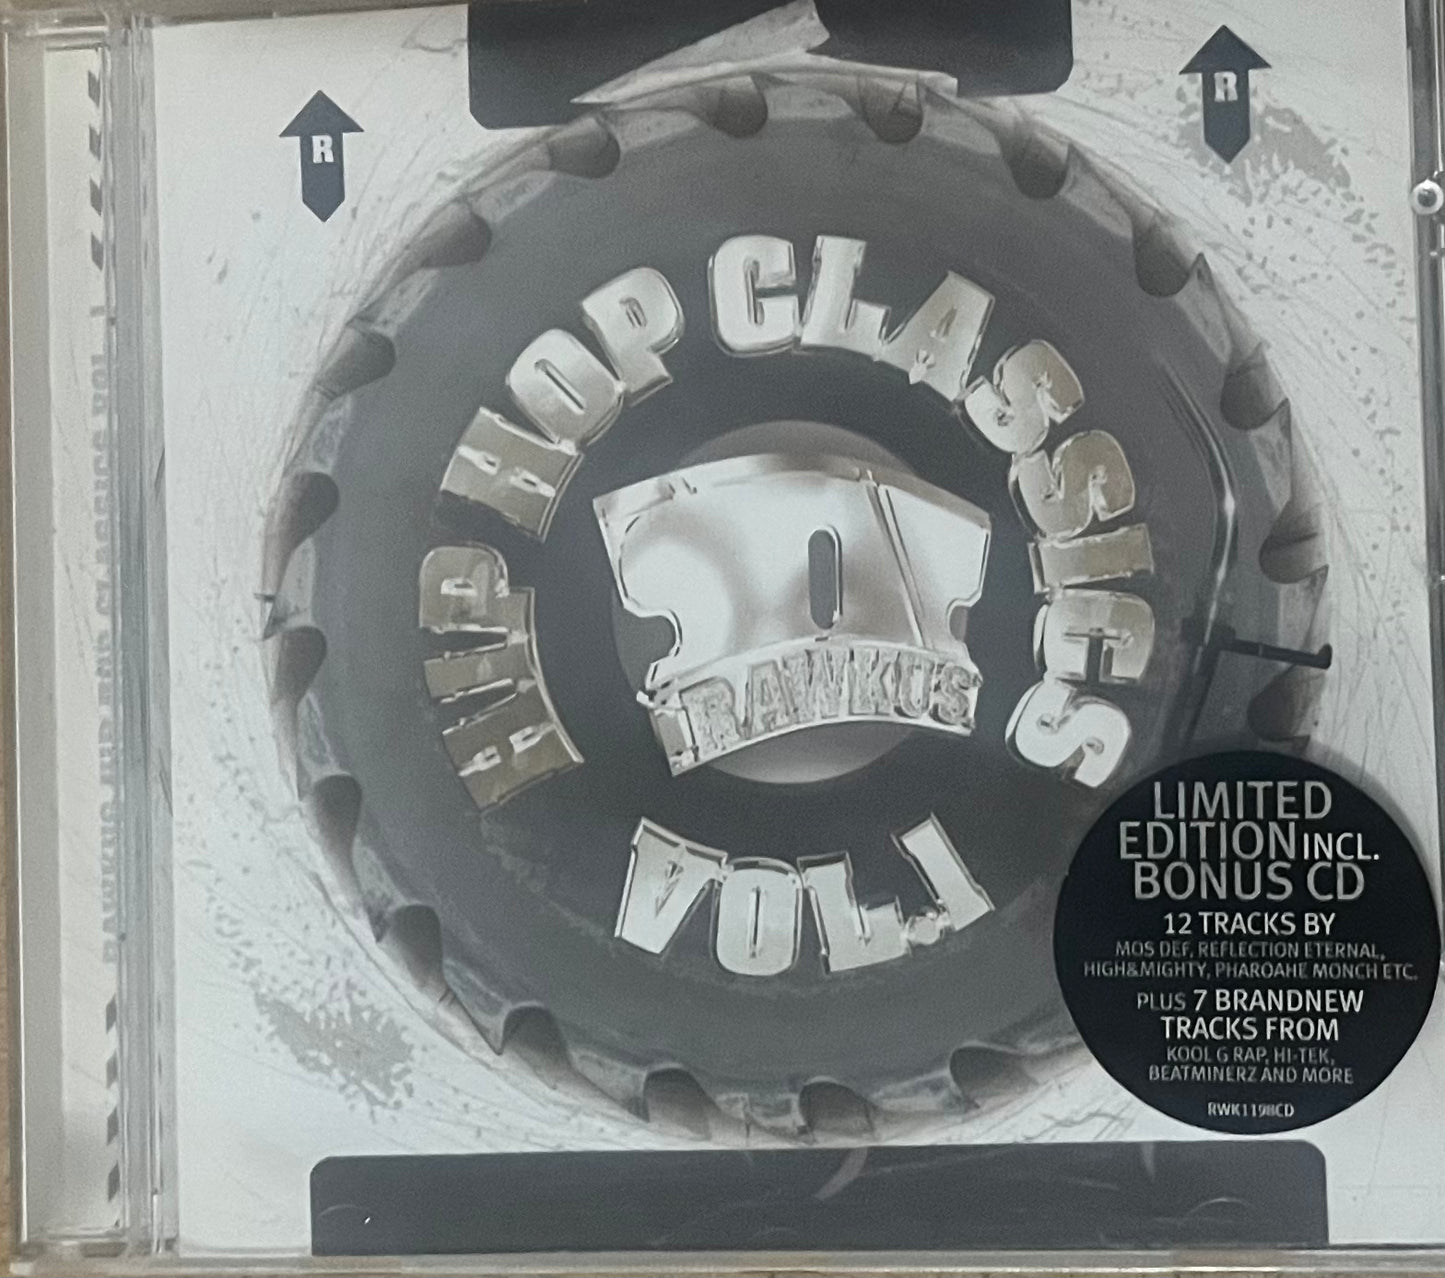 R
R
HIP HOP CLASSICS
RAWKUS
VOL.1
LIMITED
EDITION INCL.
BONUS CD
12 TRACKS BY
MOS DEF, REFLECTION ETERNAL,
HIGH&MIGHTY, PHAROAHE MONCH ETC.
PLUS 7 BRANDNEW
TRACKS FROM
KOOL G RAP, HI-TEK,
BEATMINERZ AND MORE
RWK1198CD
RAWKUS HIP HOP CLASSICS VOL. 1